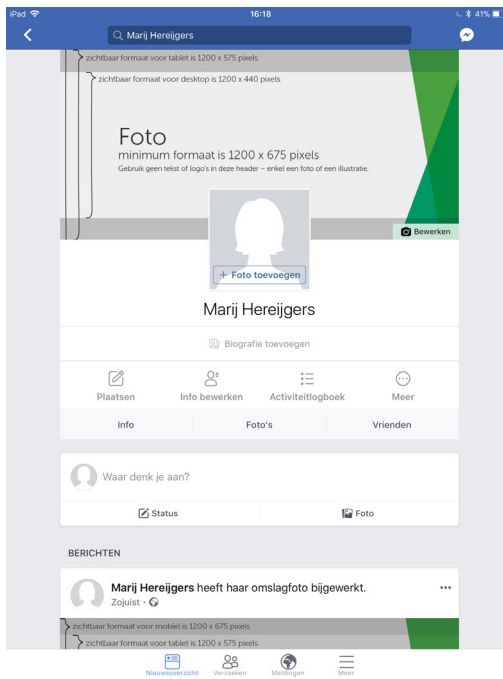 iPad
16:18
41%
Marij Hereijgers
zichtbaar formaat voor tablet is 1200 x 575 pixels
zichtbaar formaat voor desktop is 1200 x 440 pixels
Foto
minimum formaat is 1200 x 675 pixels
Gebruik geen tekst of logo's in deze header – enkel een foto of een illustratie.
Bewerken
+ Foto toevoegen
Marij Hereijgers
Biografie toevoegen
Plaatsen Info bewerken Activiteitlogboek Meer
Info Foto's Vrienden
Waar denk je aan?
Status Foto
BERICHTEN
Marij Hereijgers heeft haar omslagfoto bijgewerkt.
Zojuist
zichtbaar formaat voor mobiel is 1200 x 675 pixels
zichtbaar formaat voor tablet is 1200 x 575 pixels
Nieuwsoverzicht Verzoeken Meldingen Meer